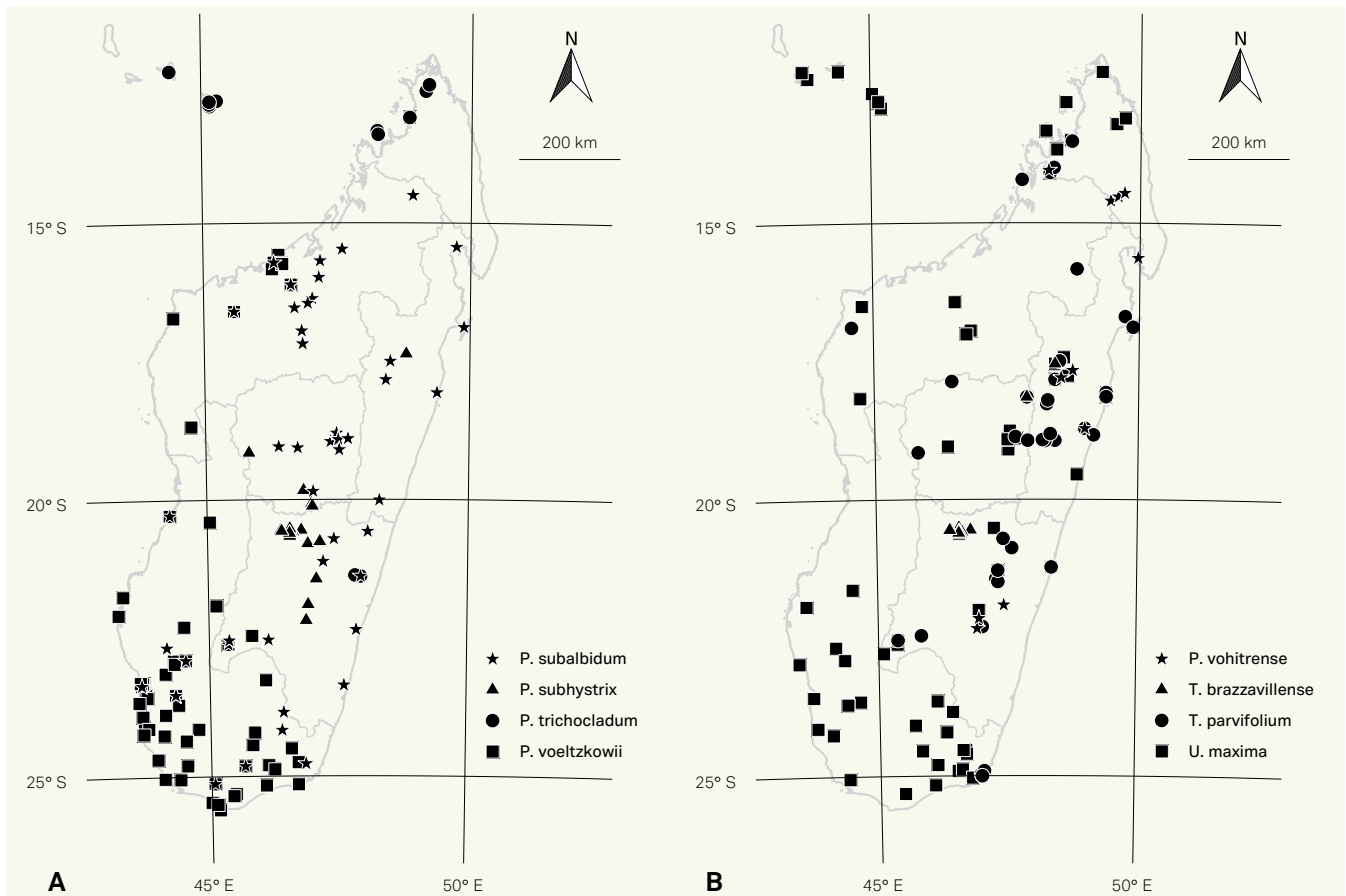 N
200 km
15° S
20° S
25° S
P. subalbidum
P. subhystrix
P. trichocladum
P. voeltzkowii
A
45° E
50° E
N
200 km
15° S
20° S
25° S
P. vohitrense
T. brazzavillense
T. parvifolium
U. maxima
B
45° E
50° E